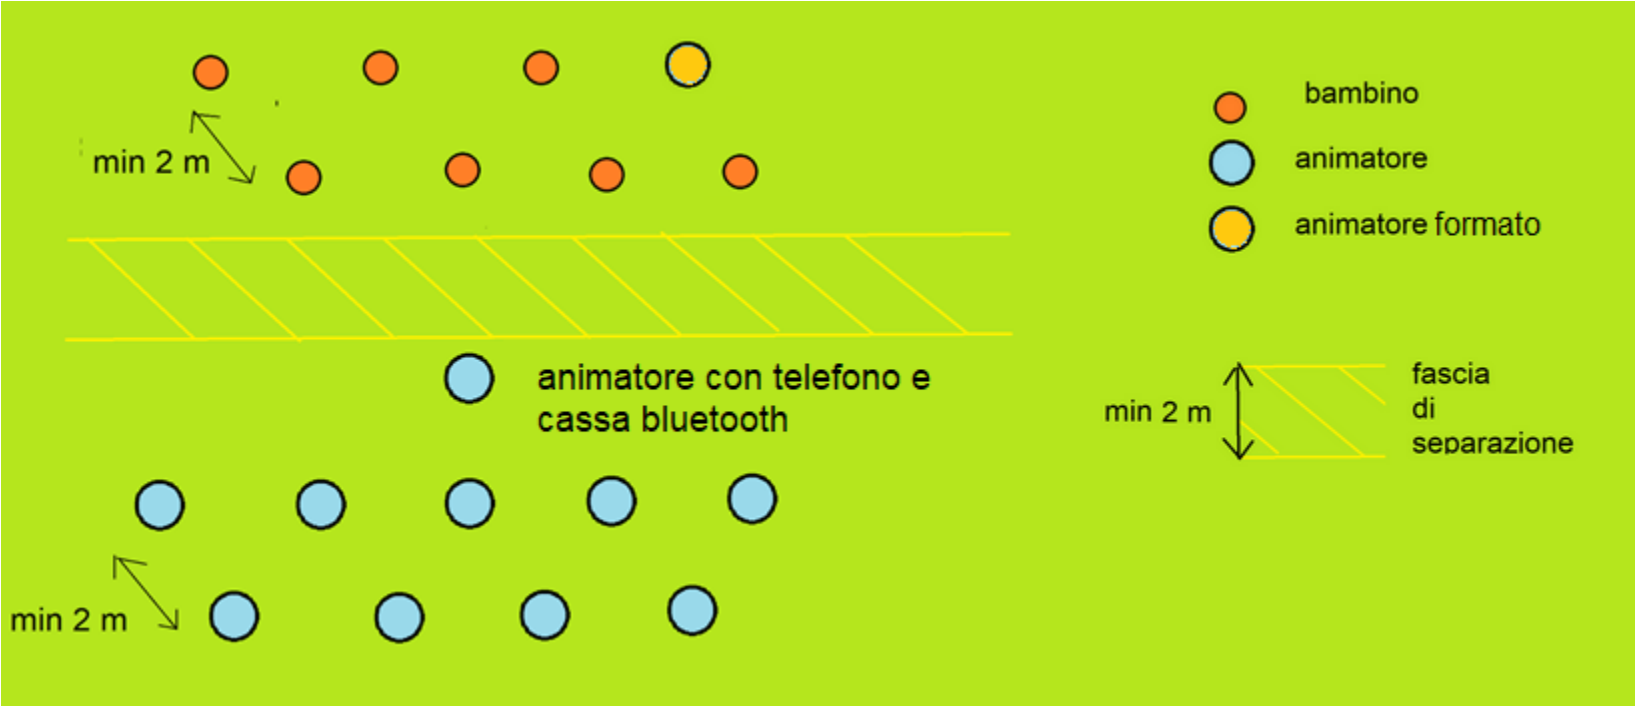 min 2 m
animatore con telefono e
cassa bluetooth
min 2 m
bambino
animatore
animatore formato
min 2 m
fascia
di
separazione